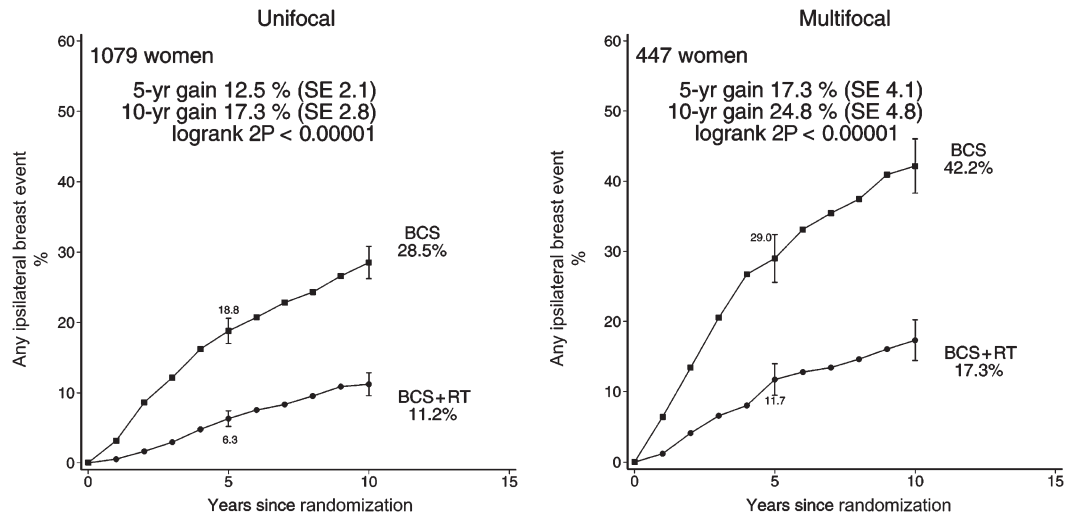 Unifocal
60
1079 women
5-yr gain 12.5 % (SE 2.1)
10-yr gain 17.3 % (SE 2.8)
logrank 2P < 0.00001
50
40
30
20
10
0
Any ipsilateral breast event
%
BCS
28.5%
18.8
BCS+RT
11.2%
6.3
0 5 10 15
Years since randomization
Multifocal
60
447 women
5-yr gain 17.3 % (SE 4.1)
10-yr gain 24.8 % (SE 4.8)
logrank 2P < 0.00001
50
40
30
20
10
0
Any ipsilateral breast event
%
BCS
42.2%
29.0
BCS+RT
17.3%
11.7
0 5 10 15
Years since randomization